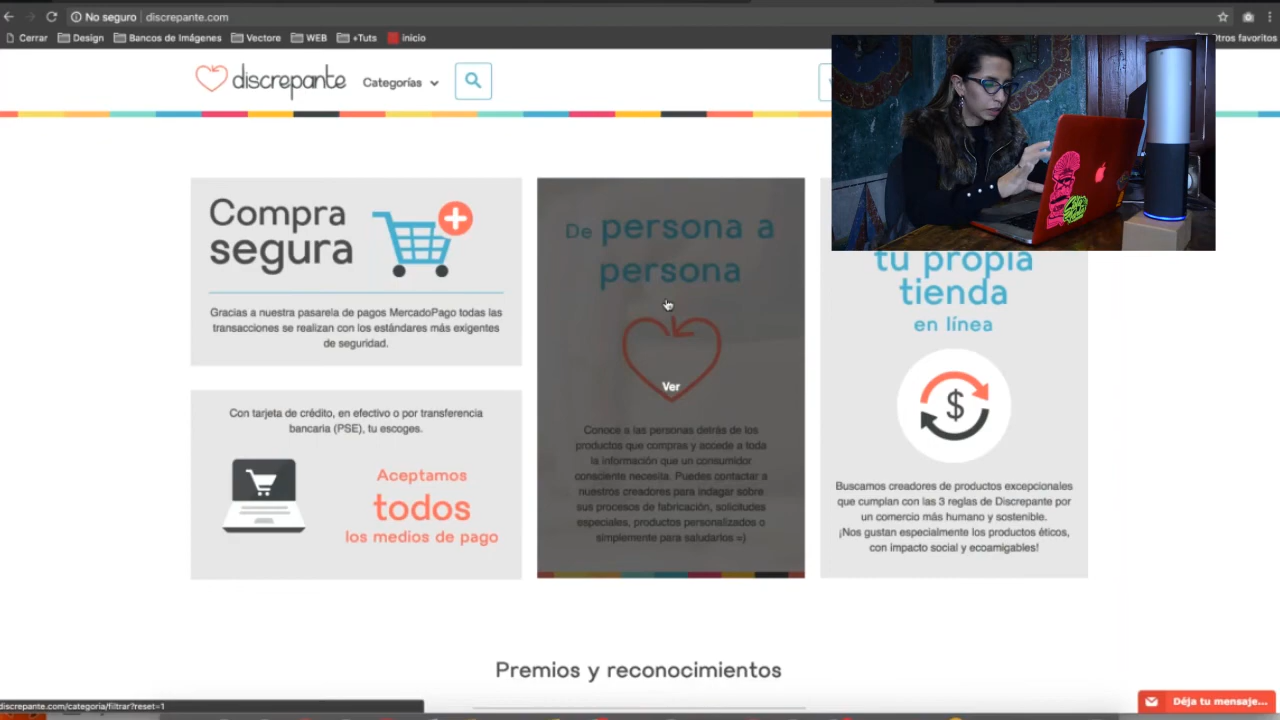 No seguro | discrepante.com
Cerrar Design Bancos de Imágenes Vectore WEB +Tuts inicio
Otros favoritos
discrepante Categorías
Compra
segura
Gracias a nuestra pasarela de pagos MercadoPago todas las
transacciones se realizan con los estándares más exigentes
de seguridad.
Con tarjeta de crédito, en efectivo o por transferencia
bancaria (PSE), tu escoges.
Aceptamos
todos
los medios de pago
De persona a
persona
Ver
Conoce a las personas detrás de los
productos que compras y accede a toda
la información que un consumidor
consciente necesita. Puedes contactar a
nuestros creadores para indagar sobre
sus procesos de fabricación, solicitudes
especiales, productos personalizados o
simplemente para saludarlos =)
tu propia
tienda
en línea
$
Buscamos creadores de productos excepcionales
que cumplan con las 3 reglas de Discrepante por
un comercio más humano y sostenible.
¡Nos gustan especialmente los productos éticos,
con impacto social y ecoamigables!
Premios y reconocimientos
discrepante.com/categoria/filtrar?reset=1
Déja tu mensaje...